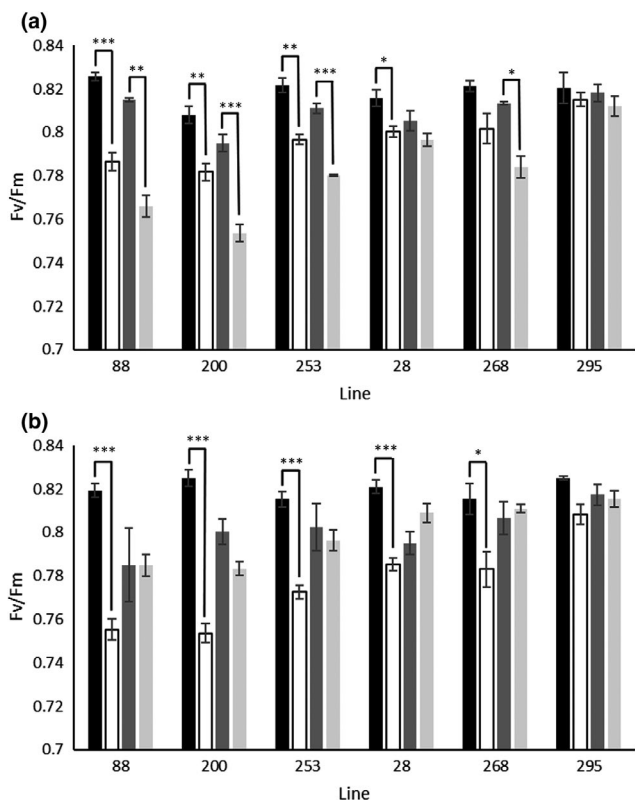 (a)
0.84
0.82
0.8
0.78
0.76
0.74
0.72
0.7
Fv/Fm
*** ** ** *** ** *** * *
88 200 253 28 268 295
Line
(b)
0.84
0.82
0.8
0.78
0.76
0.74
0.72
0.7
Fv/Fm
*** *** *** *** *
88 200 253 28 268 295
Line